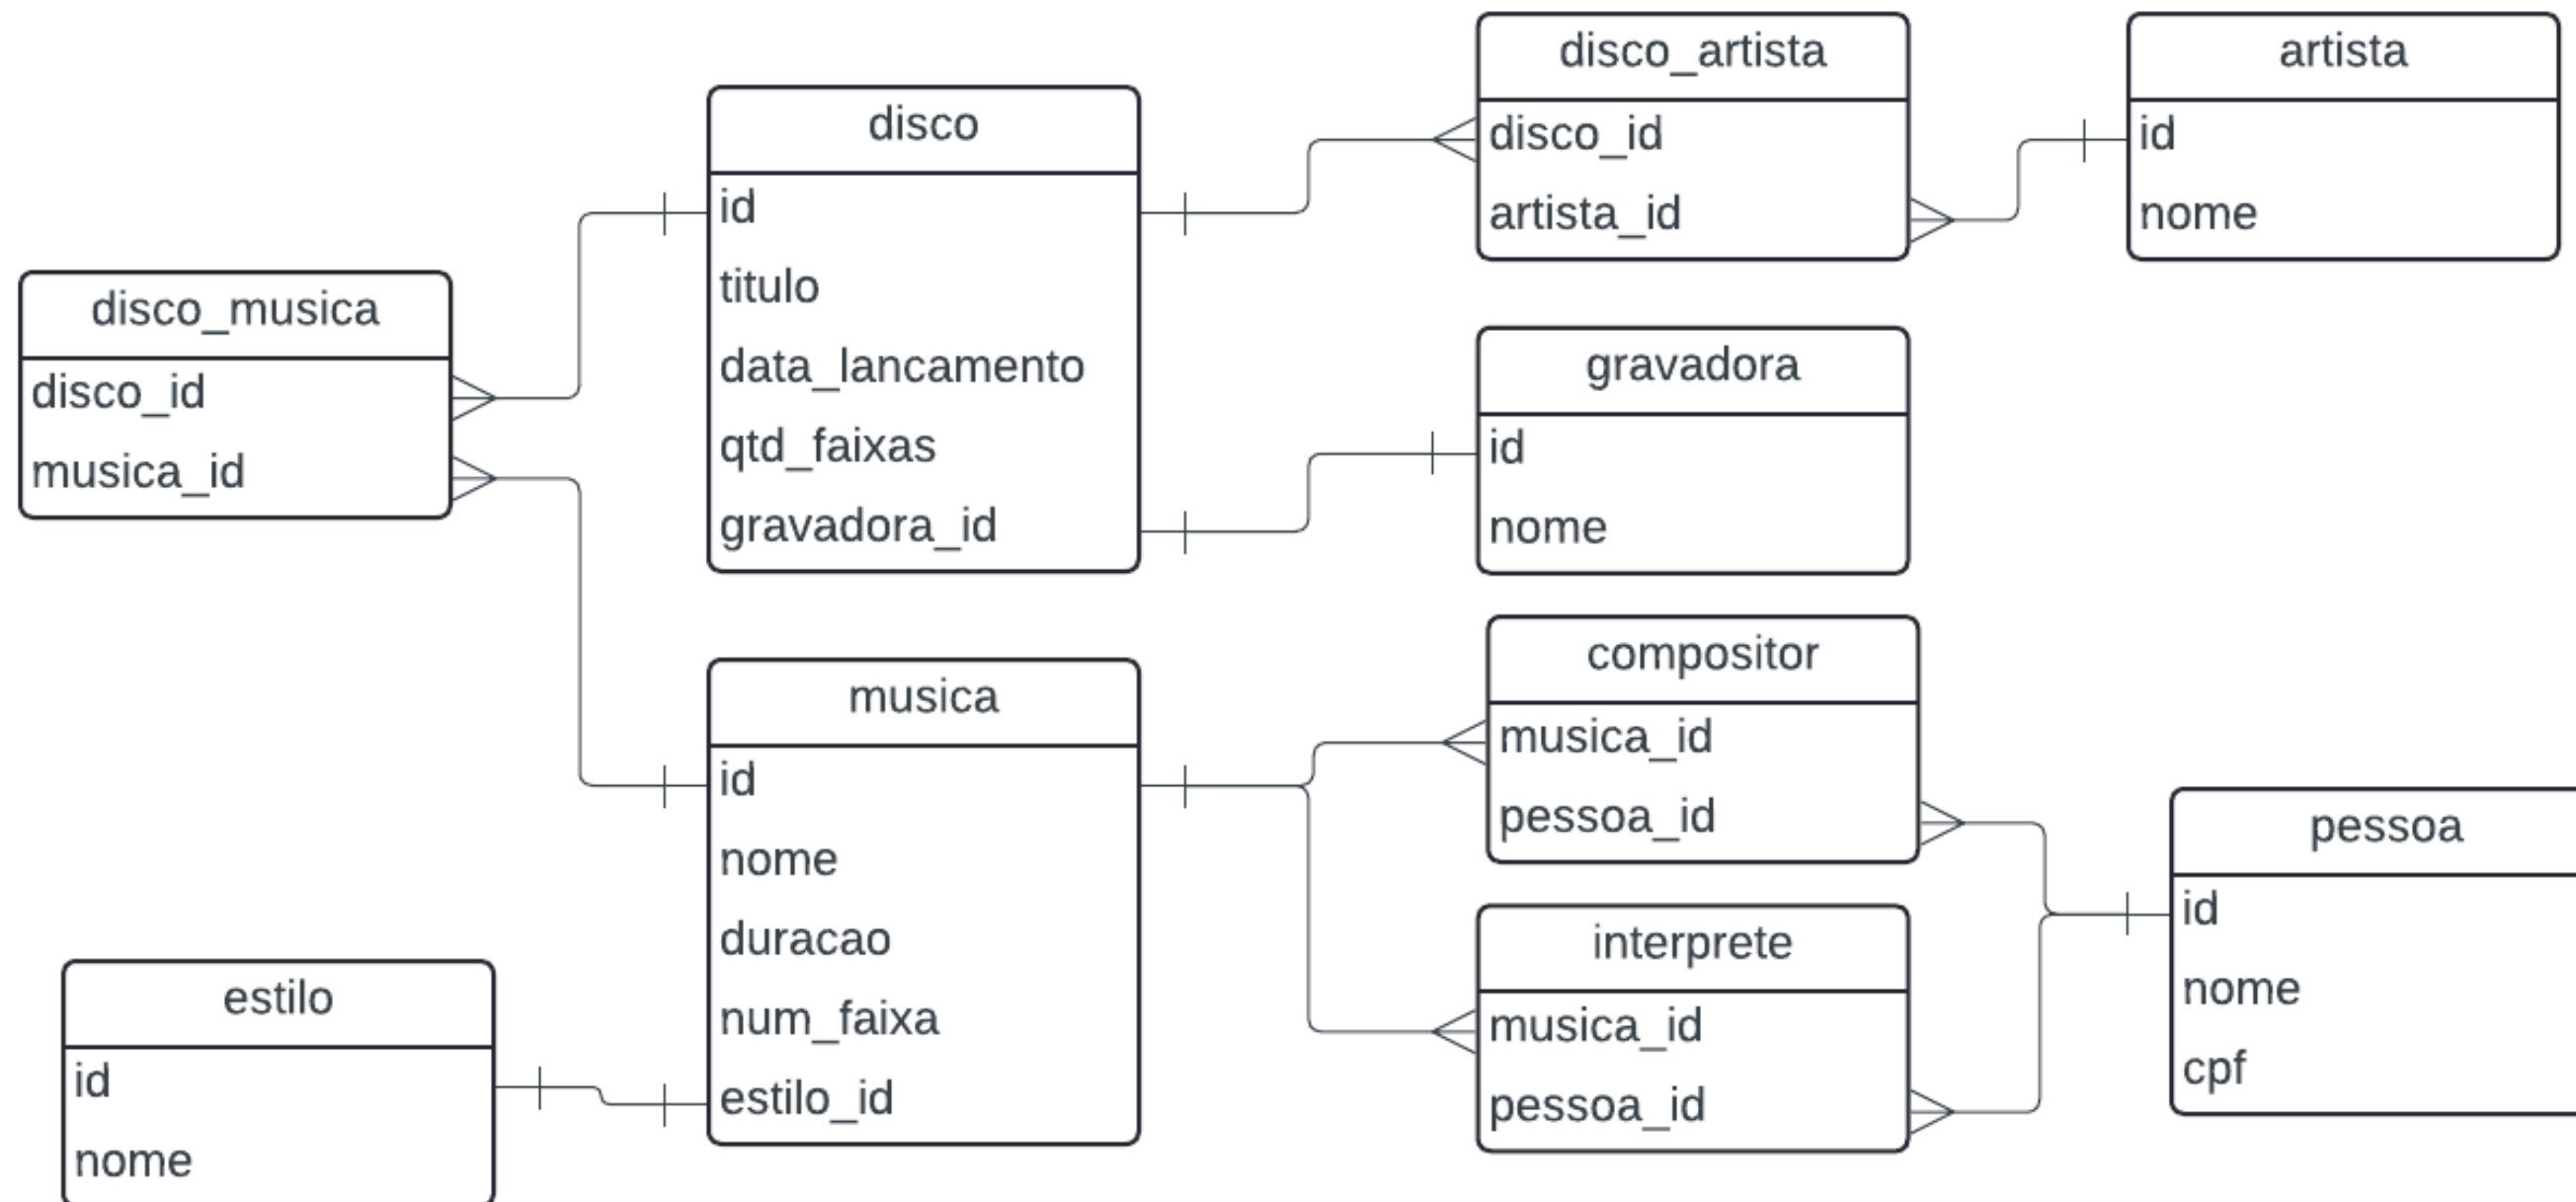 disco_artista
disco_id
artista_id
artista
id
nome
disco
id
titulo
data_lancamento
qtd_faixas
gravadora_id
disco_musica
disco_id
musica_id
gravadora
id
nome
compositor
musica_id
pessoa_id
musica
id
nome
duracao
num_faixa
estilo_id
pessoa
id
nome
cpf
interprete
musica_id
pessoa_id
estilo
id
nome